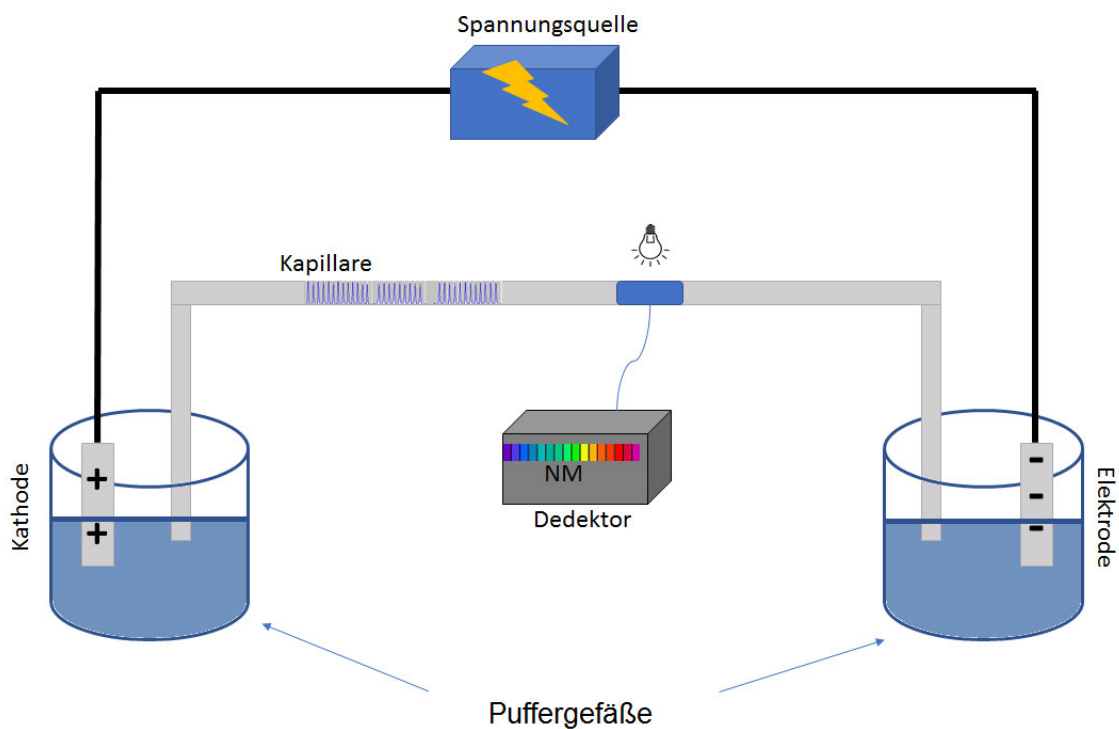 Spannungsquelle
Kapillare
+
+
-
-
-
Kathode
Elektrode
NM
Dedektor
Puffergefäße